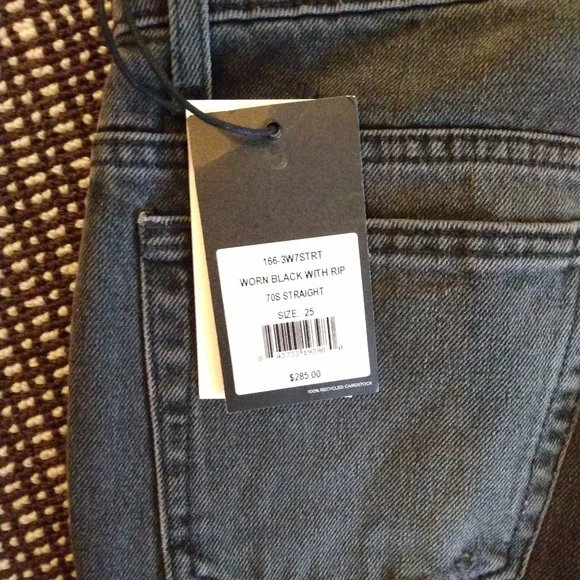 166-3W7STRT
WORN BLACK WITH RIP
70S STRAIGHT
SIZE: 25
$285.00
100% RECYCLED CARDSTOCK